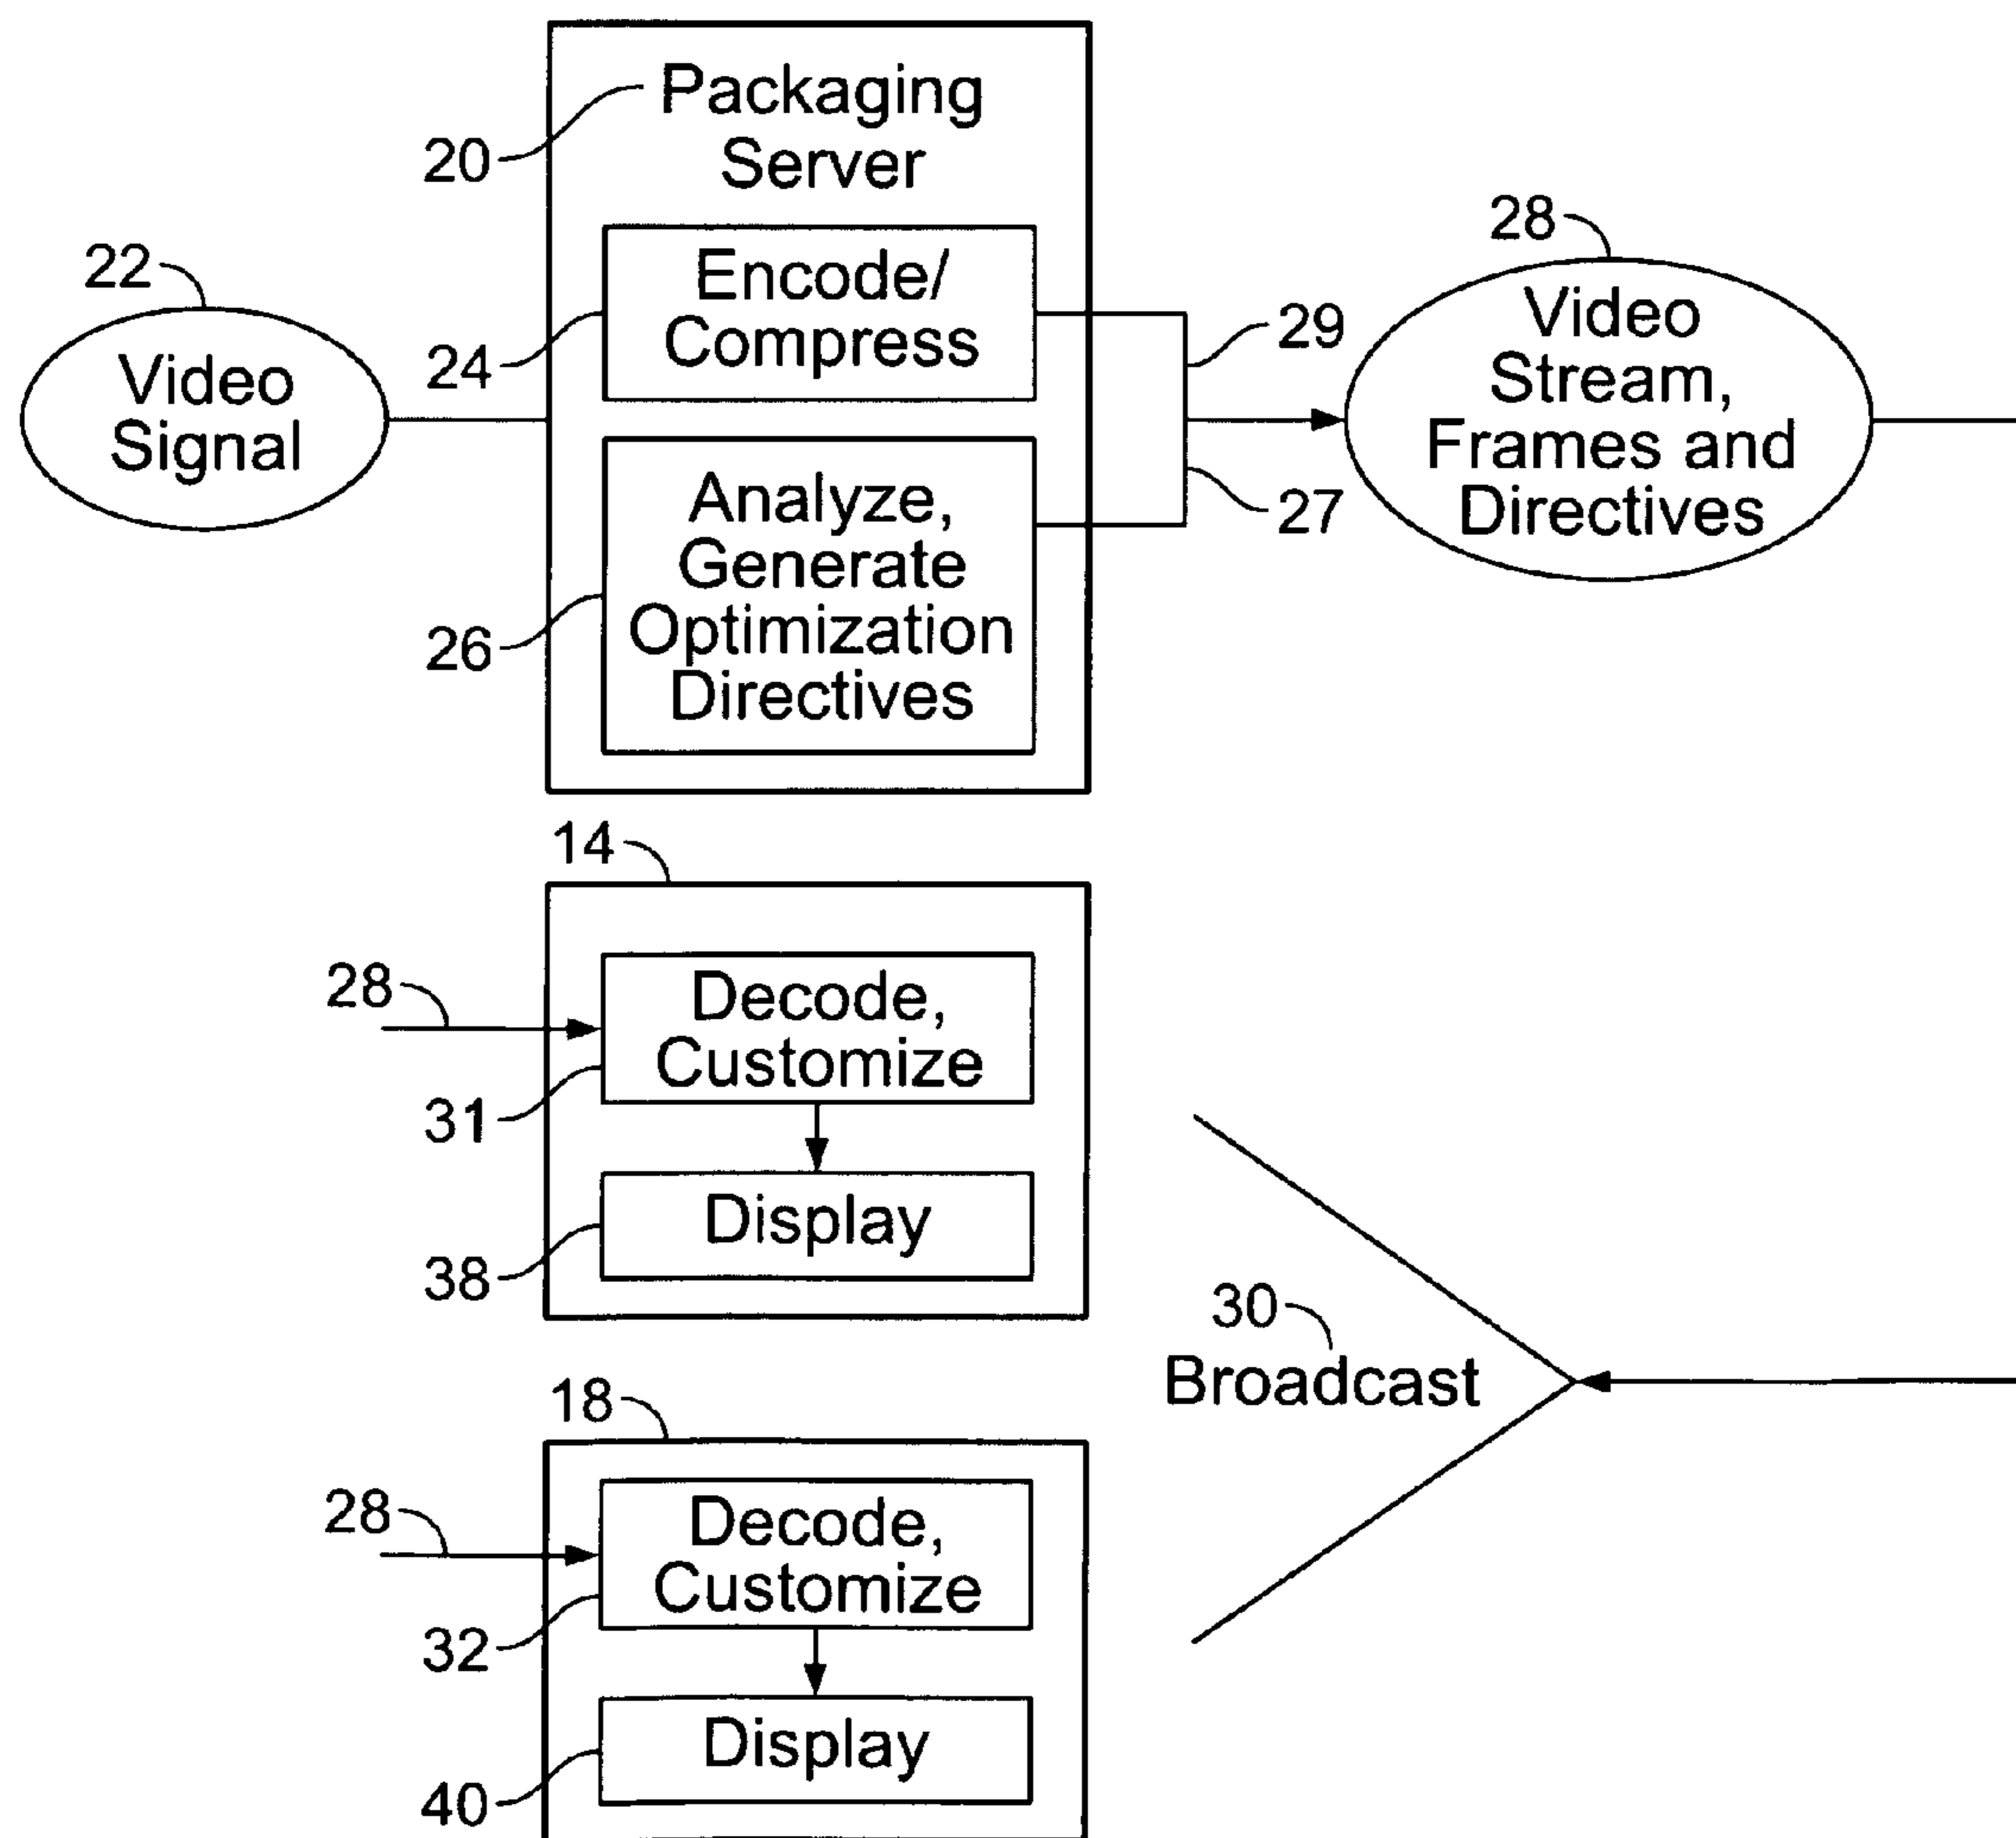 Packaging
Server
20
22
Video
Signal
Encode/
Compress
24
Analyze,
Generate
Optimization
Directives
26
29
27
28
Video
Stream,
Frames and
Directives
14
28
Decode,
Customize
31
Display
38
30
Broadcast
18
28
Decode,
Customize
32
Display
40